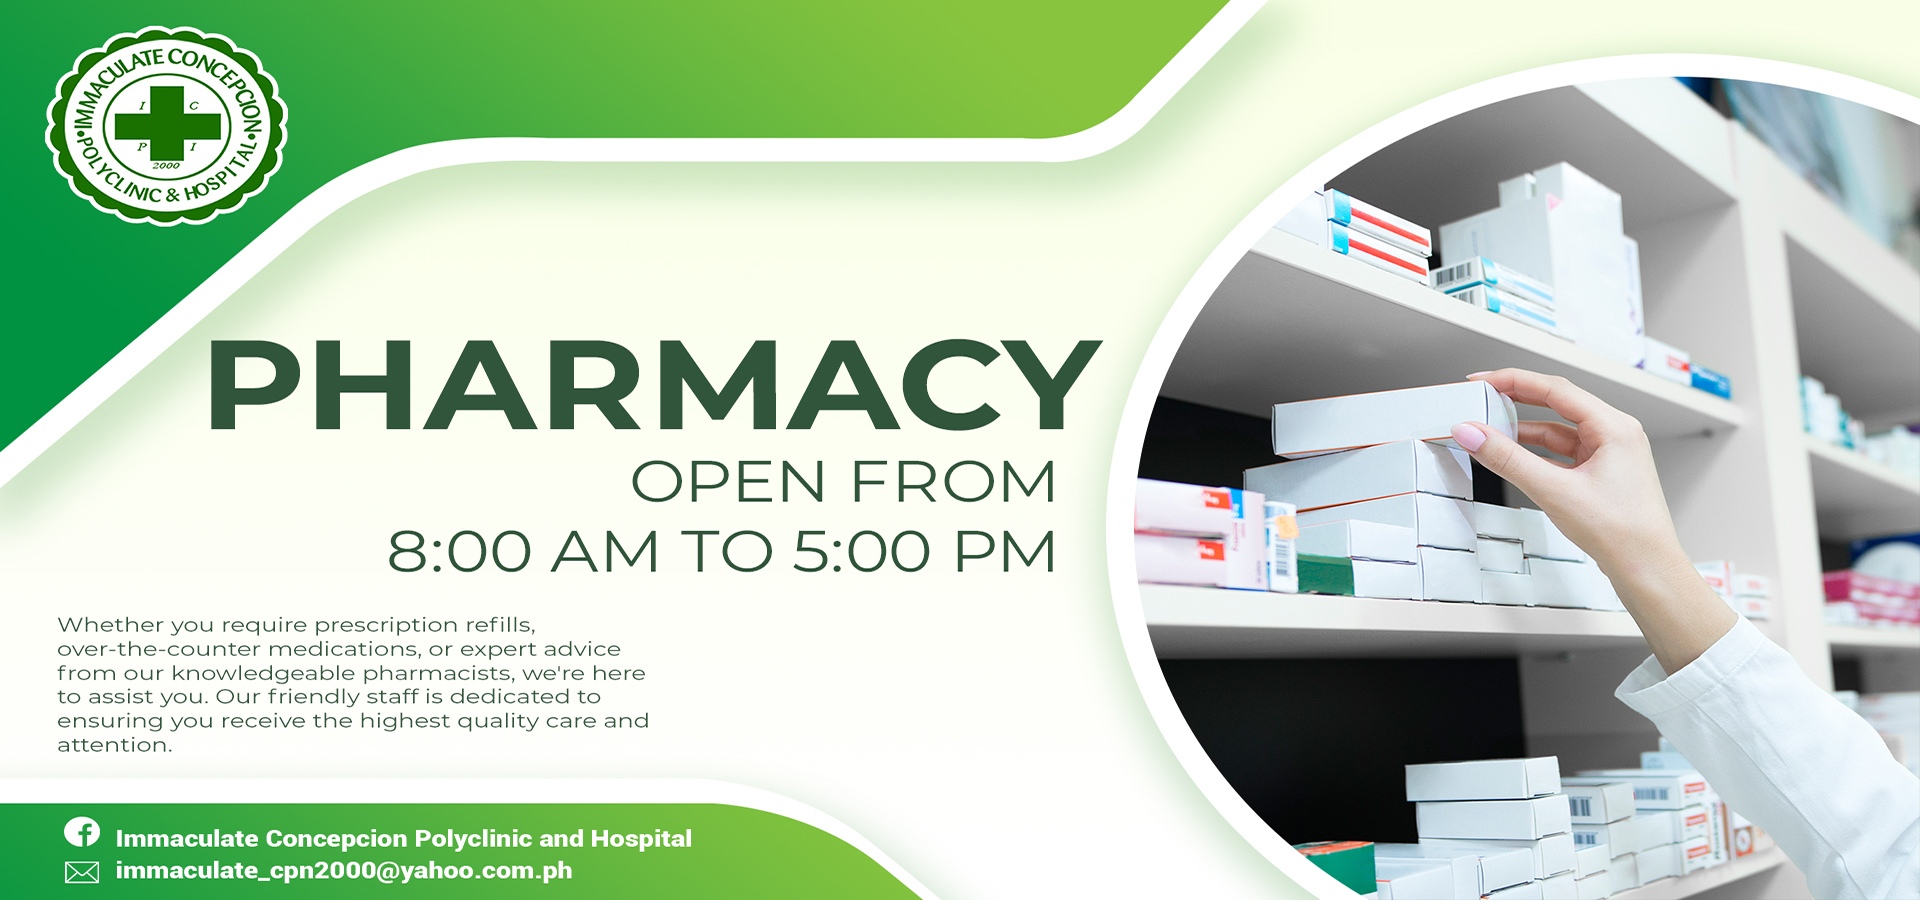 IMMACULATE CONCEPCION
I C
P I
2000
POLYCLINIC & HOSPITAL
PHARMACY
OPEN FROM
8:00 AM TO 5:00 PM
Whether you require prescription refills,
over-the-counter medications, or expert advice
from our knowledgeable pharmacists, we're here
to assist you. Our friendly staff is dedicated to
ensuring you receive the highest quality care and
attention.
Immaculate Concepcion Polyclinic and Hospital
immaculate_cpn2000@yahoo.com.ph